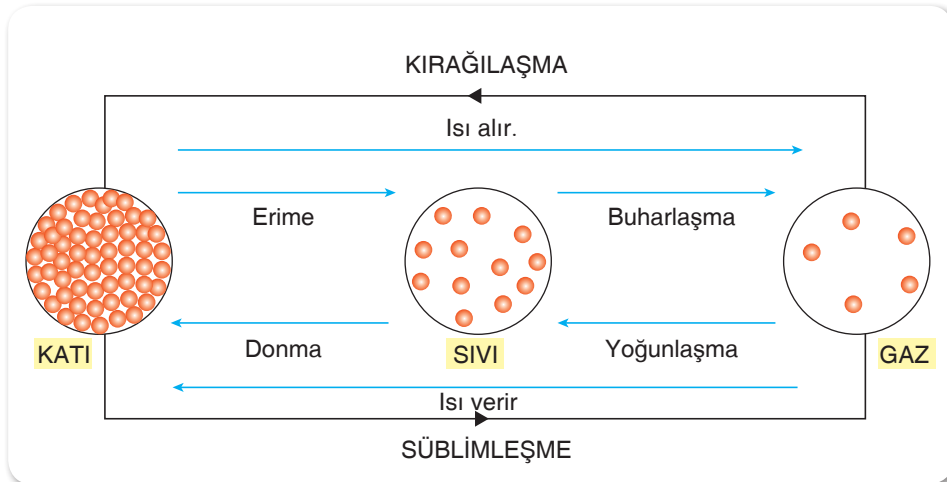 KIRAĞILAŞMA
Isı alır.
Erime
Buharlaşma
KATI
Donma
SIVI
Yoğunlaşma
GAZ
Isı verir
SÜBLİMLEŞME